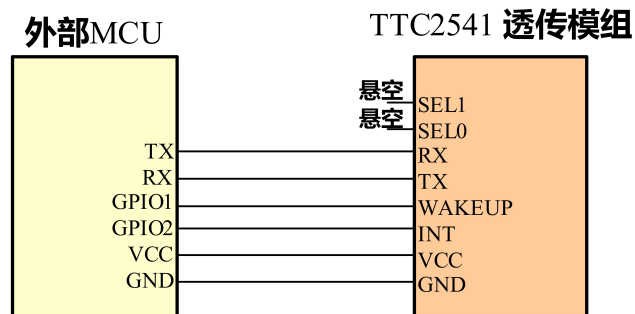 外部MCU
TTC2541 透传模组
悬空
SEL1
悬空
SEL0
TX
RX
RX
TX
GPIO1
WAKEUP
GPIO2
INT
VCC
VCC
GND
GND